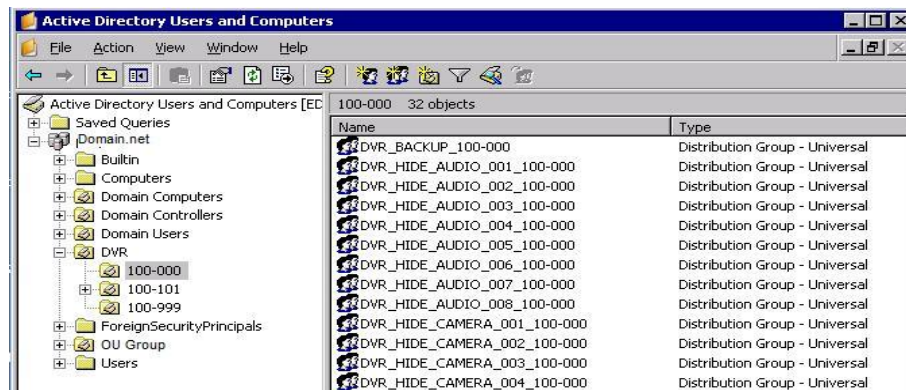 Active Directory Users and Computers
File Action View Window Help
Active Directory Users and Computers [ED
Saved Queries
Domain.net
Builtin
Computers
Domain Computers
Domain Controllers
Domain Users
DVR
100-000
100-101
100-999
ForeignSecurityPrincipals
OU Group
Users
100-000 32 objects
Name Type
DVR_BACKUP_100-000 Distribution Group - Universal
DVR_HIDE_AUDIO_001_100-000 Distribution Group - Universal
DVR_HIDE_AUDIO_002_100-000 Distribution Group - Universal
DVR_HIDE_AUDIO_003_100-000 Distribution Group - Universal
DVR_HIDE_AUDIO_004_100-000 Distribution Group - Universal
DVR_HIDE_AUDIO_005_100-000 Distribution Group - Universal
DVR_HIDE_AUDIO_006_100-000 Distribution Group - Universal
DVR_HIDE_AUDIO_007_100-000 Distribution Group - Universal
DVR_HIDE_AUDIO_008_100-000 Distribution Group - Universal
DVR_HIDE_CAMERA_001_100-000 Distribution Group - Universal
DVR_HIDE_CAMERA_002_100-000 Distribution Group - Universal
DVR_HIDE_CAMERA_003_100-000 Distribution Group - Universal
DVR_HIDE_CAMERA_004_100-000 Distribution Group - Universal